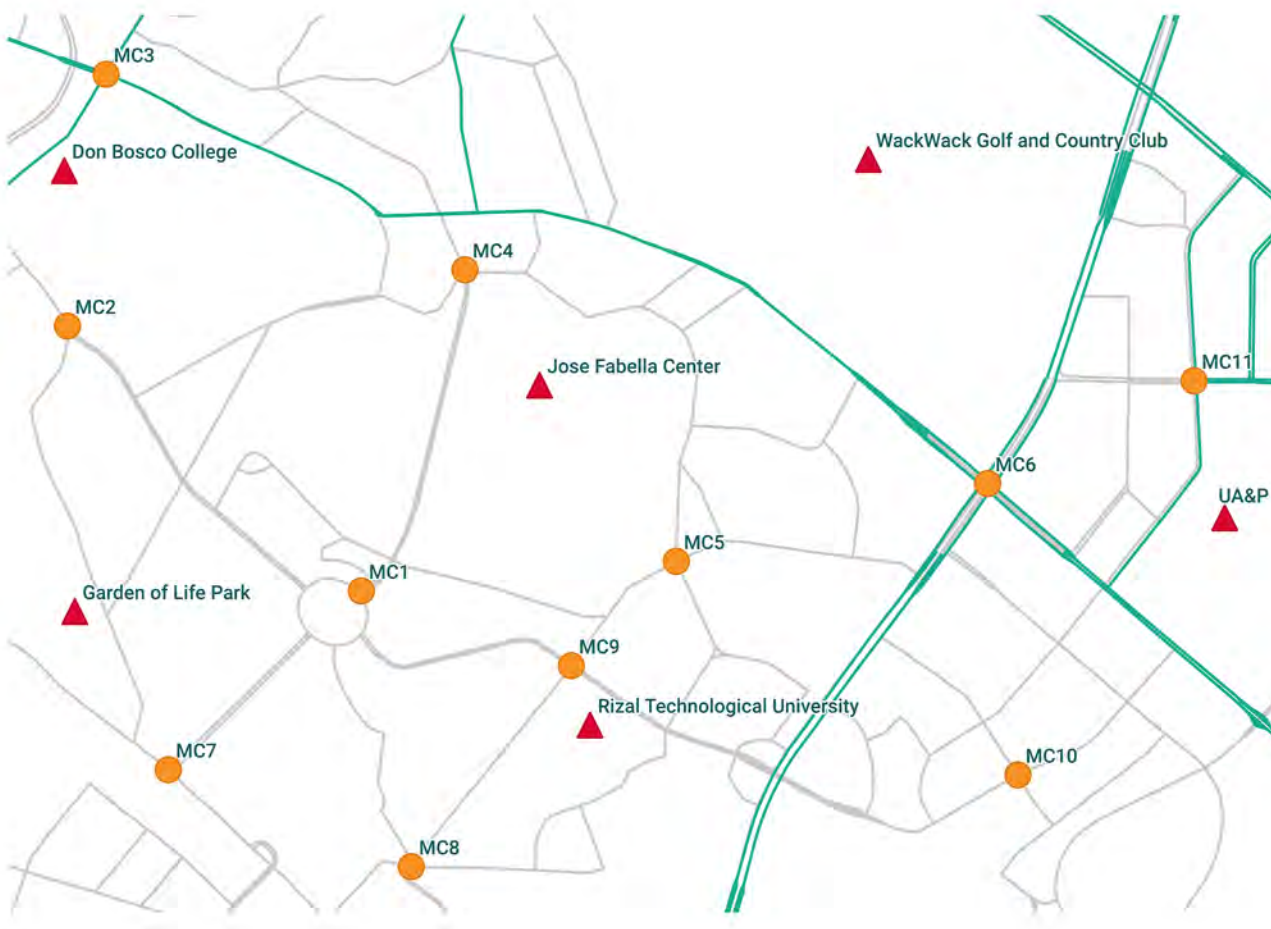 MC3
Don Bosco College
WackWack Golf and Country Club
MC4
MC2
Jose Fabella Center
MC11
MC6
UA&P
MC5
MC1
Garden of Life Park
MC9
Rizal Technological University
MC7
MC10
MC8